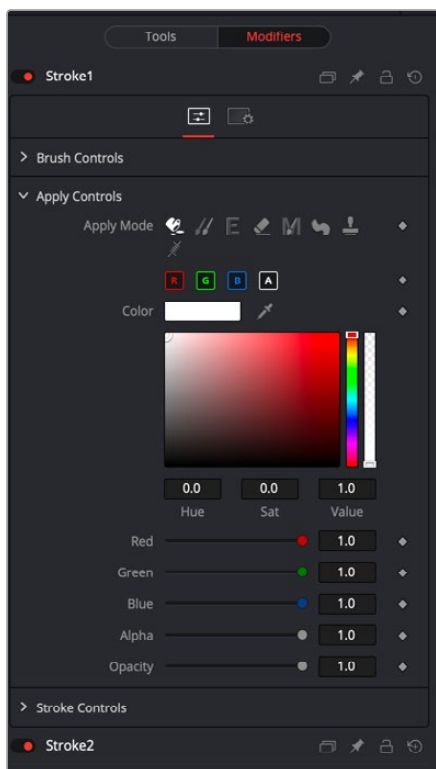 Tools Modifiers
Stroke1
Brush Controls
Apply Controls
Apply Mode E M
R G B A
Color
0.0 0.0 1.0
Hue Sat Value
Red 1.0
Green 1.0
Blue 1.0
Alpha 1.0
Opacity 1.0
Stroke Controls
Stroke2